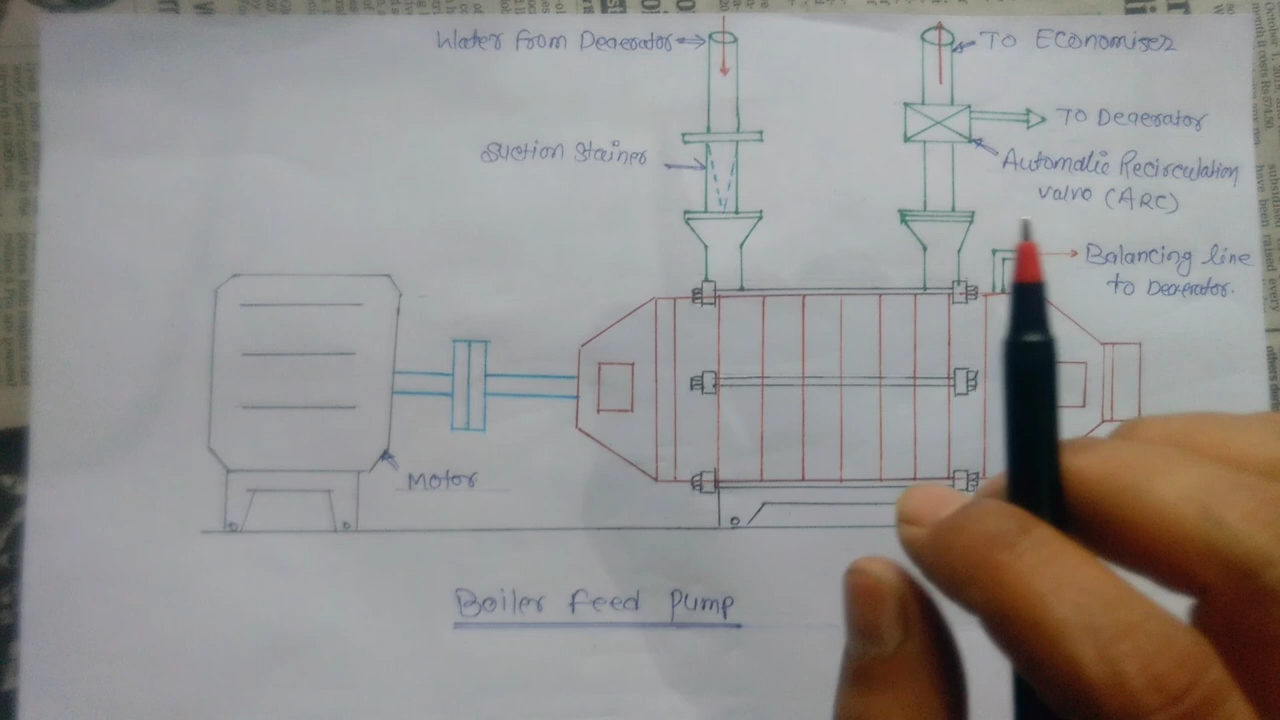 Water from Deaerator
To Economiser
To Deaerator
Suction Stainer
Automatic Recirculation
valve (ARC)
Balancing line
to Deaerator.
Motor
Boiler Feed Pump